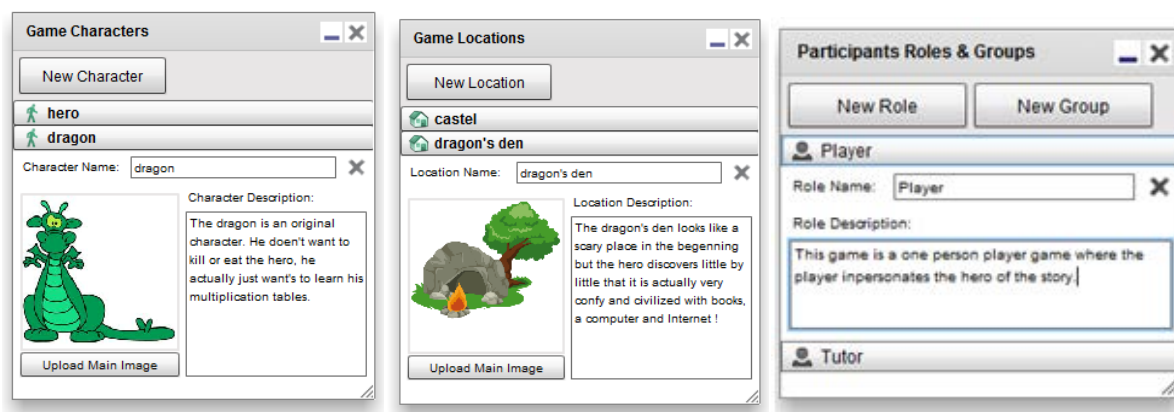 Game Characters
New Character
hero
dragon
Character Name: dragon
Character Description:
The dragon is an original
character. He doen't want to
kill or eat the hero, he
actually just want's to learn his
multiplication tables.
Upload Main Image
Game Locations
New Location
castel
dragon's den
Location Name: dragon's den
Location Description:
The dragon's den looks like a
scary place in the begenning
but the hero discovers little by
little that it is actually very
confy and civilized with books,
a computer and Internet !
Upload Main Image
Participants Roles & Groups
New Role New Group
Player
Role Name: Player
Role Description:
This game is a one person player game where the
player inpersonates the hero of the story.
Tutor